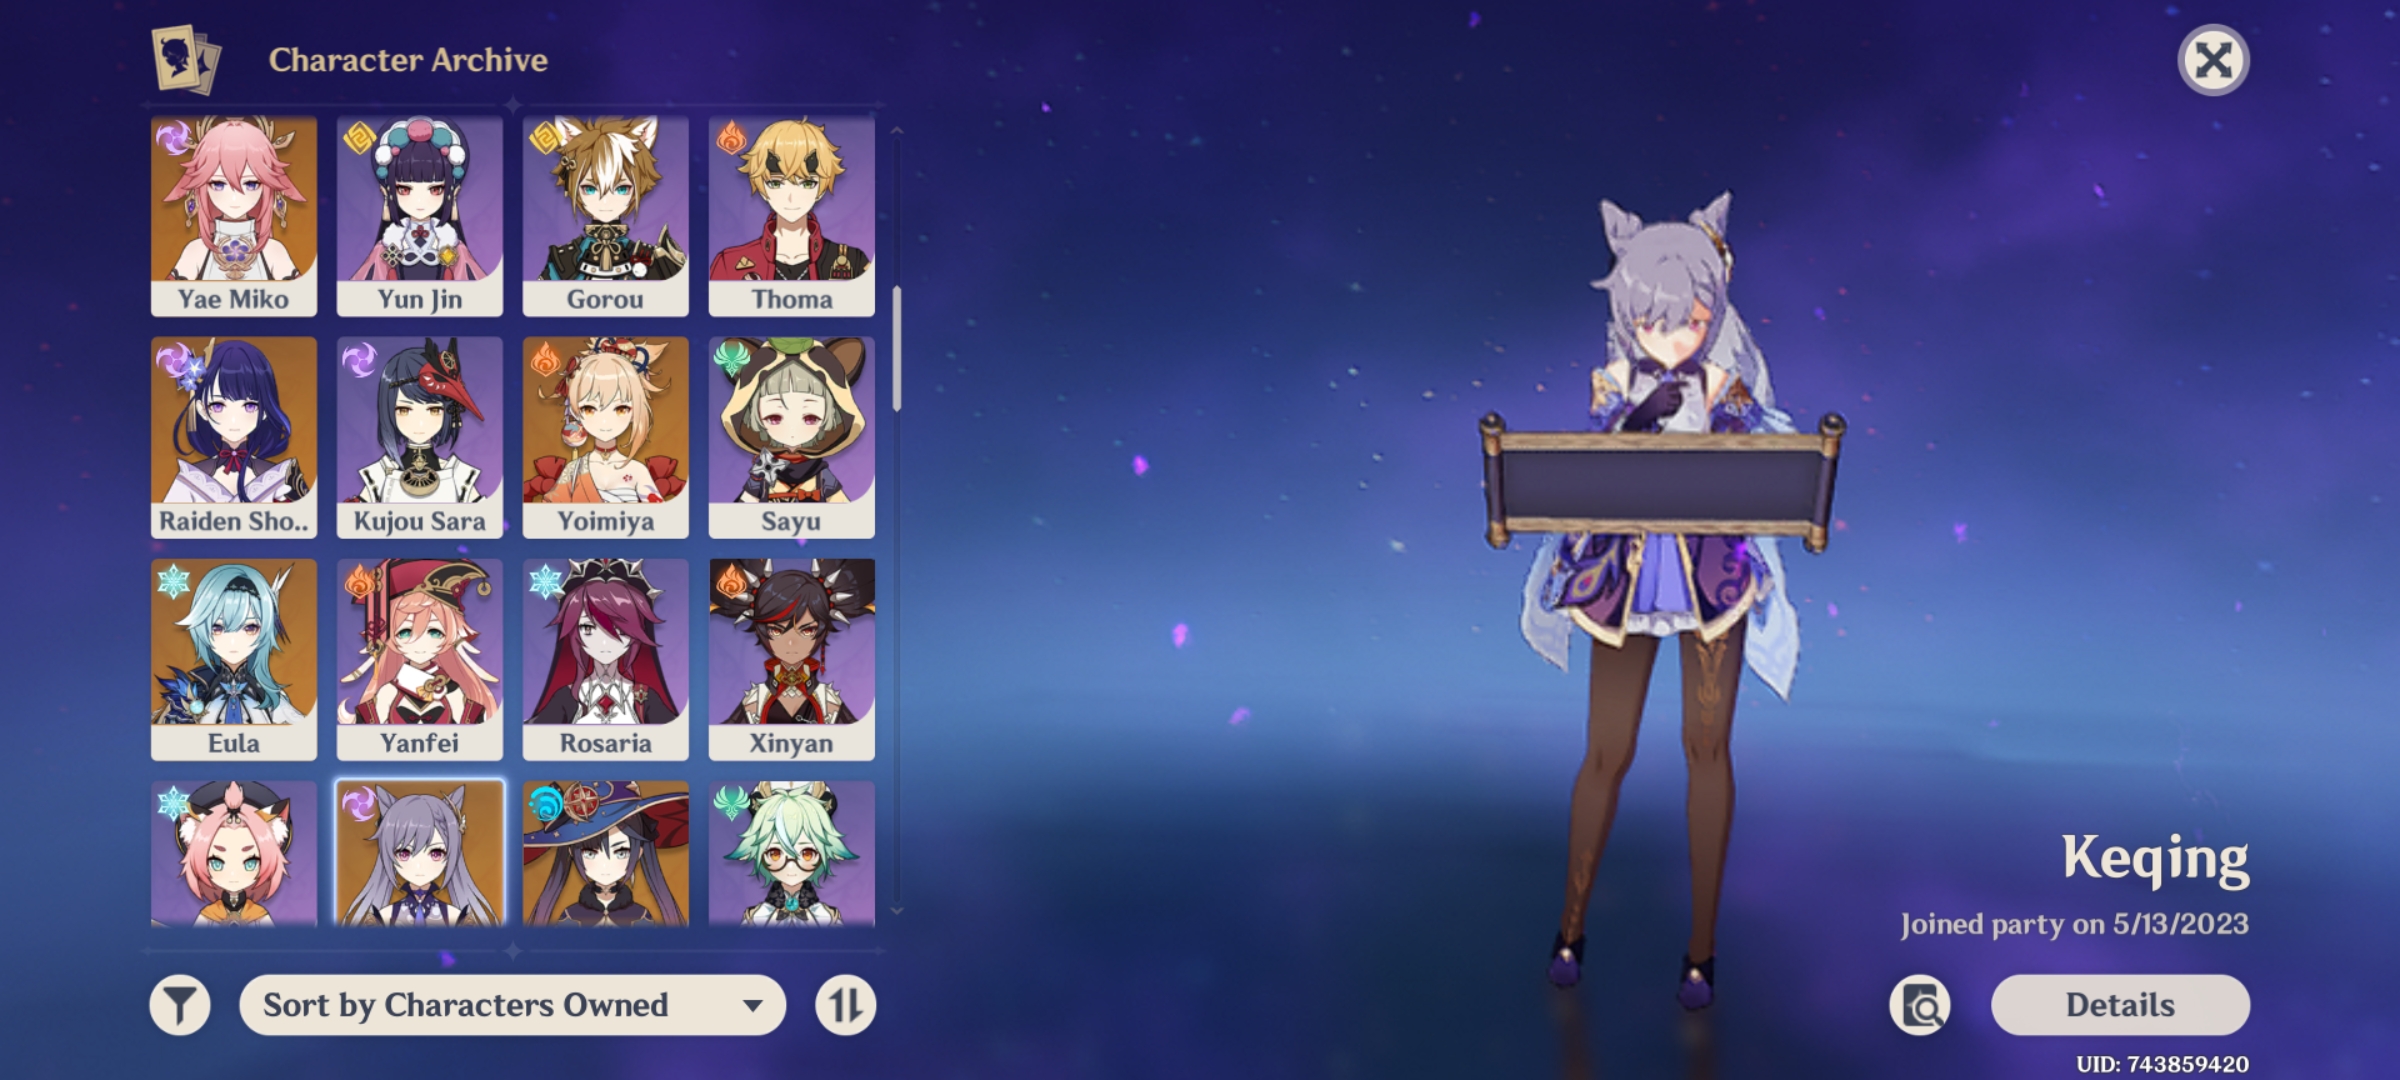 Character Archive
Yae Miko
Yun Jin
Gorou
Thoma
Raiden Sho..
Kujou Sara
Yoimiya
Sayu
Eula
Yanfei
Rosaria
Xinyan
Keqing
Joined party on 5/13/2023
Sort by Characters Owned
Details
UID: 743859420